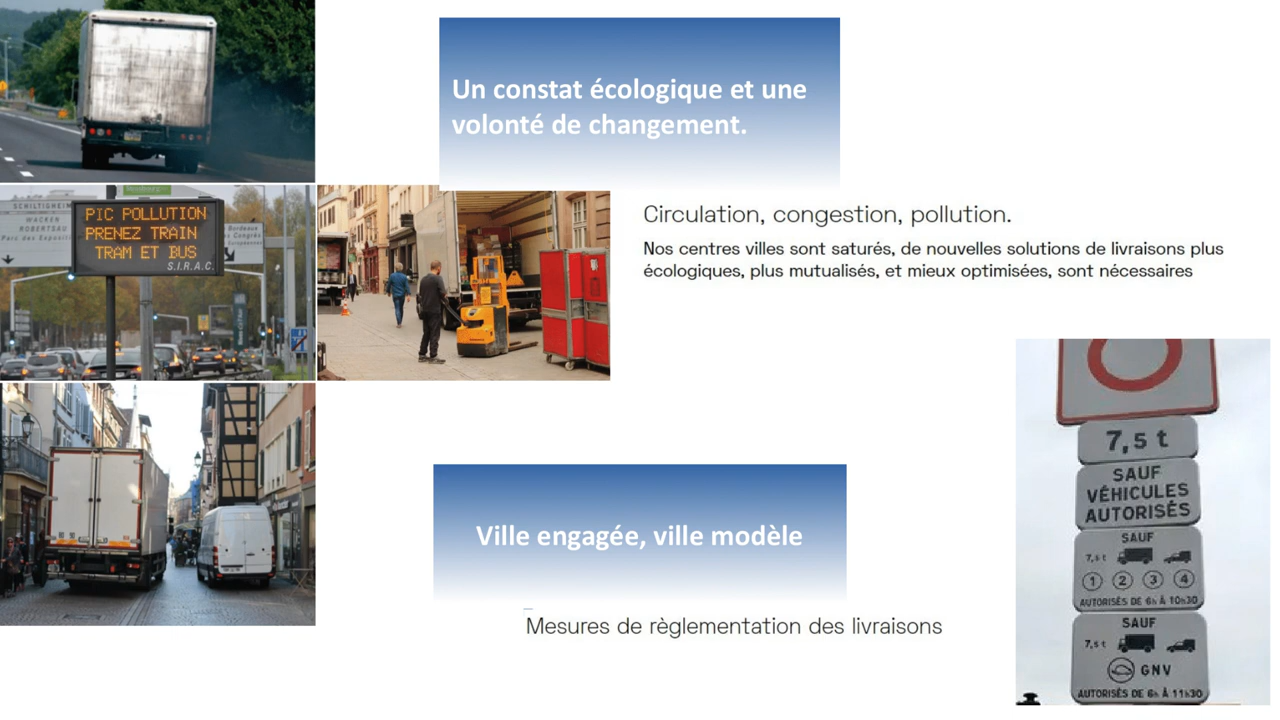 Un constat écologique et une
volonté de changement.
SCHILTIGHEIM
WACKEN
ROBERTSAU
PIC POLLUTION
PRENEZ TRAIN
TRAM ET BUS
S.I.R.A.C.
Circulation, congestion, pollution.
Nos centres villes sont saturés, de nouvelles solutions de livraisons plus
écologiques, plus mutualisés, et mieux optimisées, sont nécessaires
Ville engagée, ville modèle
Mesures de règlementation des livraisons
7,5 t
SAUF
VÉHICULES
AUTORISÉS
SAUF
7,5 t
1 2 3 4
AUTORISÉS DE 6h À 10h30
SAUF
7,5 t
GNV
AUTORISÉS DE 6h À 11h30